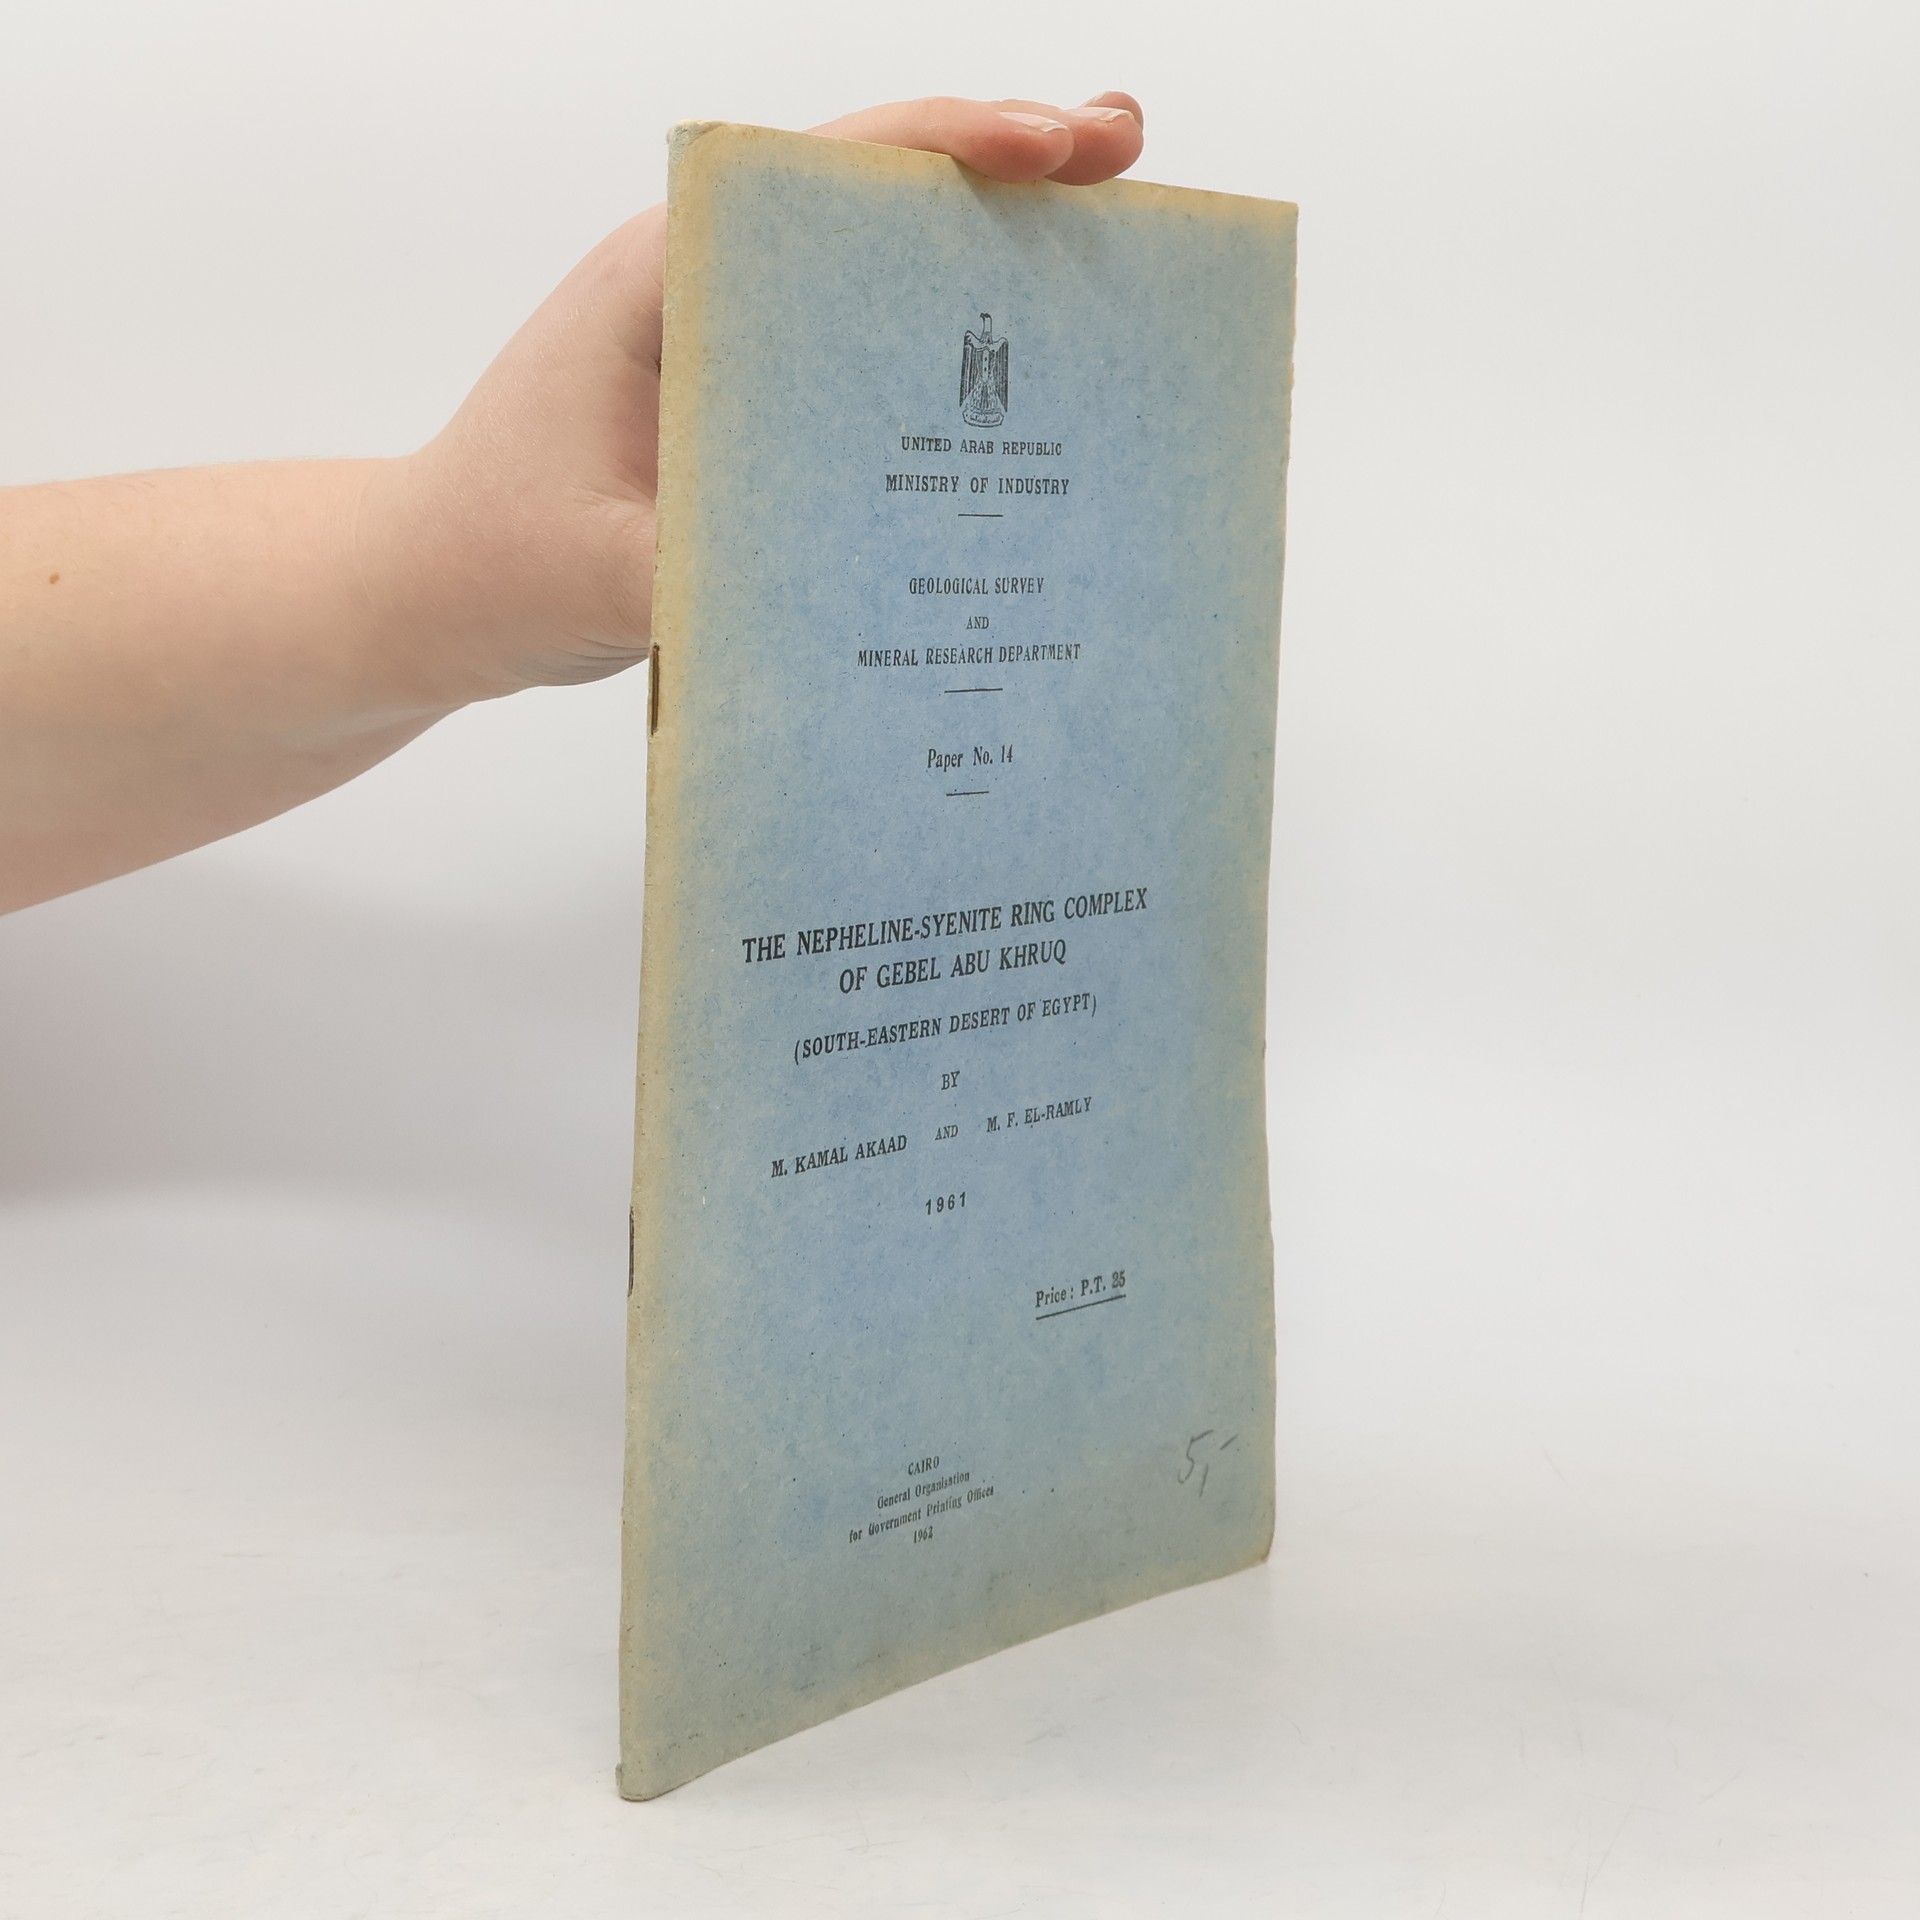 UNITED ARAB REPUBLIC
MINISTRY OF INDUSTRY
GEOLOGICAL SURVEY
AND
MINERAL RESEARCH DEPARTMENT
Paper No. 14
THE NEPHELINE-SYENITE RING COMPLEX
OF GEBEL ABU KHRUQ
(SOUTH-EASTERN DESERT OF EGYPT)
BY
M. KAMAL AKAAD AND M. F. EL-RAMLY
1961
Price : P.T. 25
5,-
CAIRO
General Organisation
for Government Printing Offices
1962